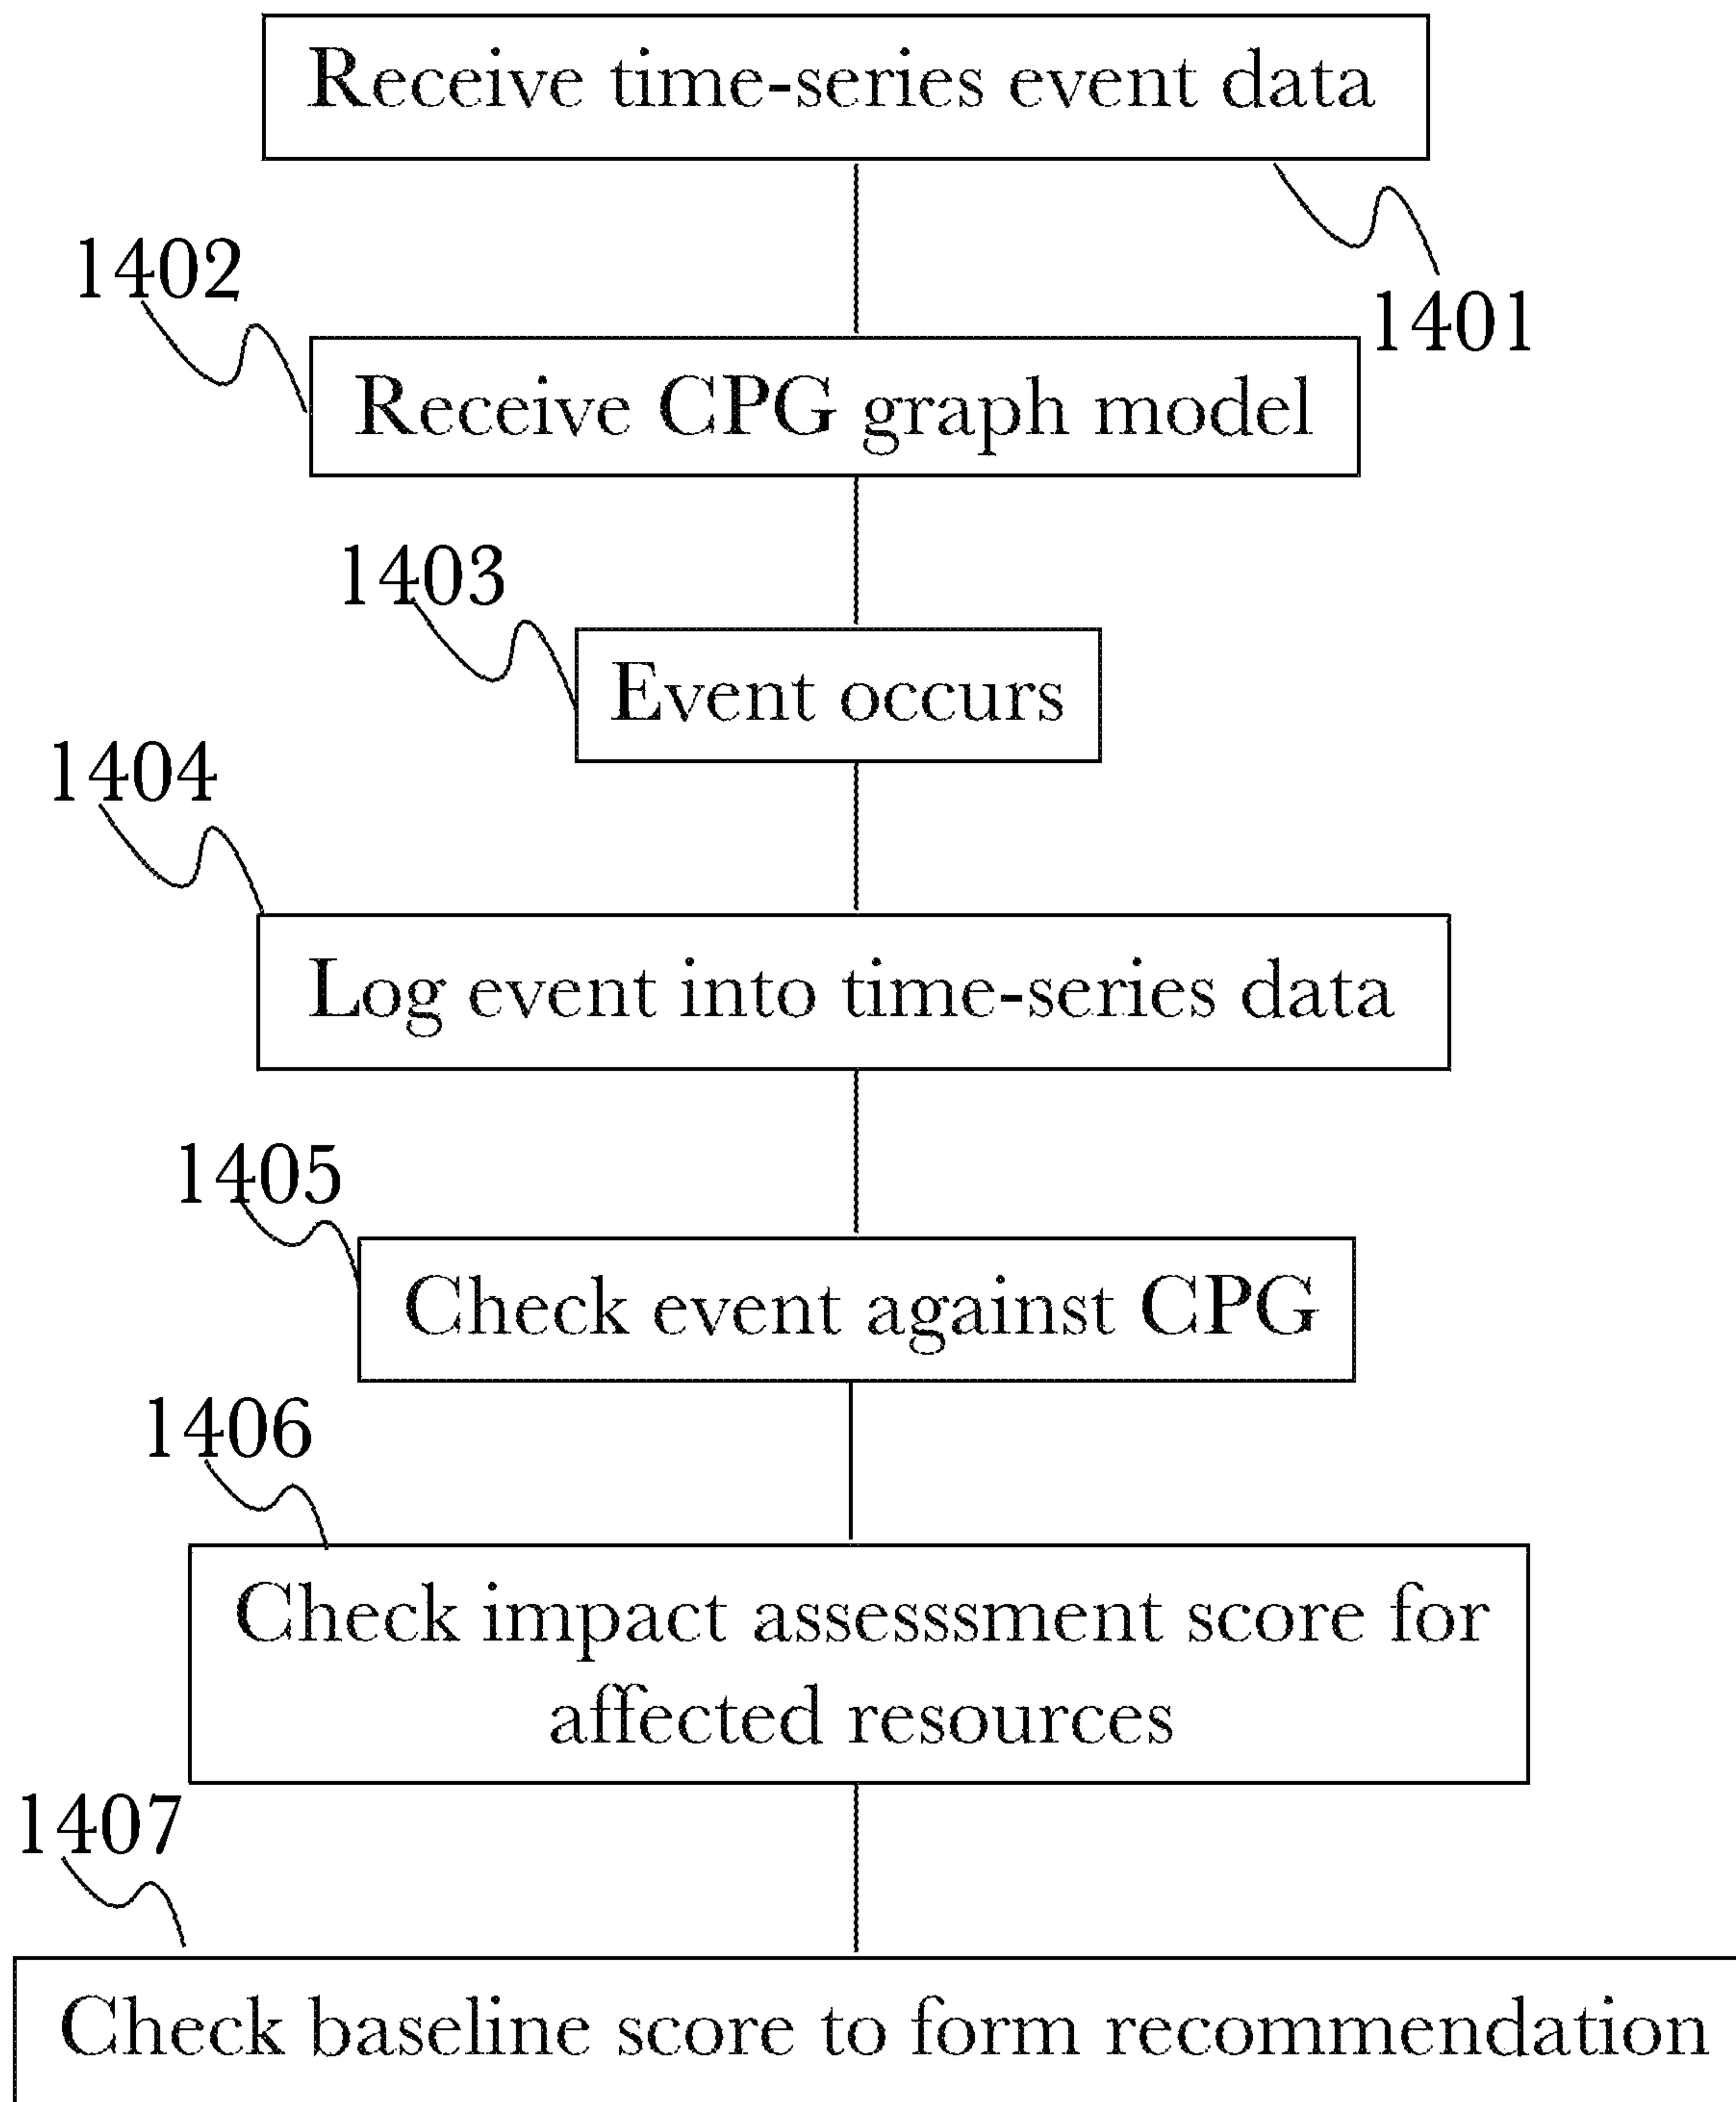 Receive time-series event data
1401
1402
Receive CPG graph model
1403
Event occurs
1404
Log event into time-series data
1405
Check event against CPG
1406
Check impact assesssment score for
affected resources
1407
Check baseline score to form recommendation